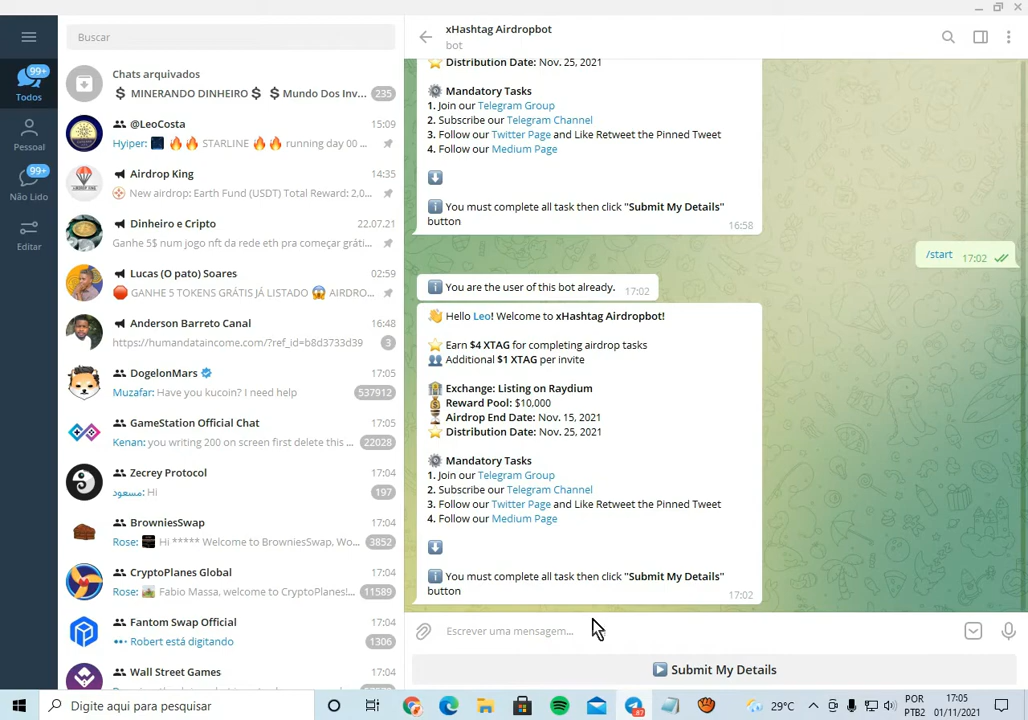 Buscar
xHashtag Airdropbot
bot
99+
Todos
Pessoal
99+
Não Lido
Editar
Chats arquivados
$ MINERANDO DINHEIRO $ $ Mundo Dos Inv... 235
@LeoCosta 15:09
Hyiper: STARLINE running day 00 ...
Airdrop King 14:35
New airdrop: Earth Fund (USDT) Total Reward: 2.0...
Dinheiro e Cripto 22.07.21
Ganhe 5$ num jogo nft da rede eth pra começar gráti...
Lucas (O pato) Soares 02:59
GANHE 5 TOKENS GRÁTIS JÁ LISTADO AIRDRO...
Anderson Barreto Canal 16:48
https://humandataincome.com/?ref_id=b8d3733d39 3
DogelonMars 17:05
Muzafar: Have you kucoin? I need help 537912
GameStation Official Chat 17:05
Kenan: you writing 200 on screen first delete this ... 22028
Zecrey Protocol 17:04
مسعود: Hi 197
BrowniesSwap 17:04
Rose: Hi ***** Welcome to BrowniesSwap, Wo... 3852
CryptoPlanes Global 17:04
Rose: Fabio Massa, welcome to CryptoPlanes!... 11589
Fantom Swap Official 17:04
Robert está digitando 1306
Wall Street Games 17:04
Distribution Date: Nov. 25, 2021
Mandatory Tasks
1. Join our Telegram Group
2. Subscribe our Telegram Channel
3. Follow our Twitter Page and Like Retweet the Pinned Tweet
4. Follow our Medium Page
You must complete all task then click "Submit My Details"
button 16:58
/start 17:02
You are the user of this bot already. 17:02
Hello Leo! Welcome to xHashtag Airdropbot!
Earn $4 XTAG for completing airdrop tasks
Additional $1 XTAG per invite
Exchange: Listing on Raydium
Reward Pool: $10,000
Airdrop End Date: Nov. 15, 2021
Distribution Date: Nov. 25, 2021
Mandatory Tasks
1. Join our Telegram Group
2. Subscribe our Telegram Channel
3. Follow our Twitter Page and Like Retweet the Pinned Tweet
4. Follow our Medium Page
You must complete all task then click "Submit My Details"
button 17:02
Escrever uma mensagem...
Submit My Details
Digite aqui para pesquisar
87
29°C
POR
PTB2
17:05
01/11/2021